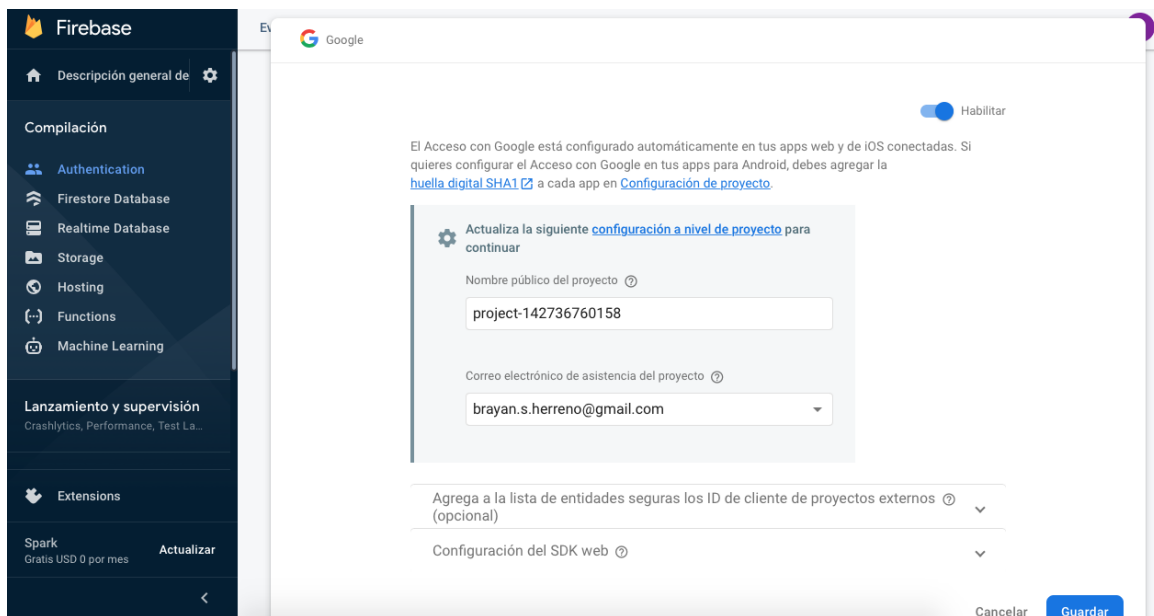 Firebase
Descripción general de
Compilación
Authentication
Firestore Database
Realtime Database
Storage
Hosting
Functions
Machine Learning
Lanzamiento y supervisión
Crashlytics, Performance, Test La...
Extensions
Spark
Gratis USD 0 por mes
Actualizar
Ev
Google
Habilitar
El Acceso con Google está configurado automáticamente en tus apps web y de iOS conectadas. Si
quieres configurar el Acceso con Google en tus apps para Android, debes agregar la
huella digital SHA1 a cada app en Configuración de proyecto.
Actualiza la siguiente configuración a nivel de proyecto para
continuar
Nombre público del proyecto
project-142736760158
Correo electrónico de asistencia del proyecto
brayan.s.herreno@gmail.com
Agrega a la lista de entidades seguras los ID de cliente de proyectos externos
(opcional)
Configuración del SDK web
Cancelar
Guardar